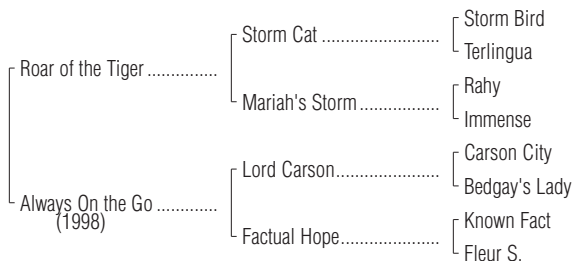 Storm Bird
Storm Cat ........................
Terlingua
Roar of the Tiger ..............
Rahy
Mariah's Storm ................
Immense
Carson City
Lord Carson .....................
Bedgay's Lady
Always On the Go ............
(1998)
Known Fact
Factual Hope ....................
Fleur S.